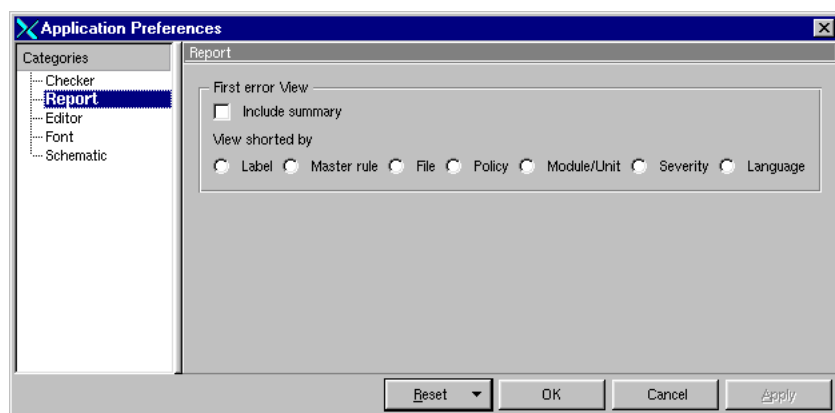 Application Preferences
Categories
Report
Checker
Report
Editor
Font
Schematic
First error View
Include summary
View shorted by
Label Master rule File Policy Module/Unit Severity Language
Reset OK Cancel Apply